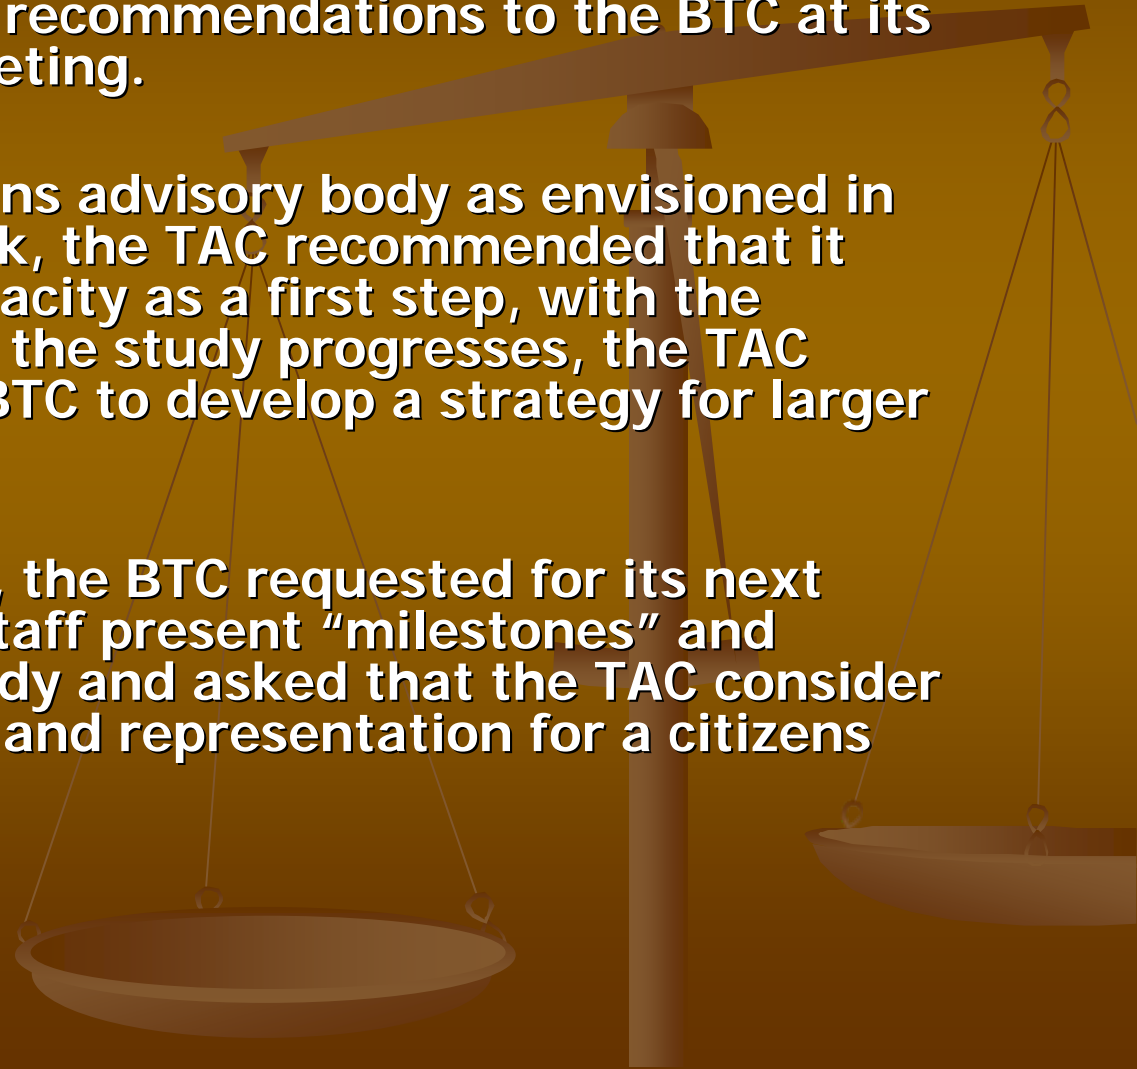 recommendations to the BTC at its
eting.
ns advisory body as envisioned in
k, the TAC recommended that it
acity as a first step, with the
the study progresses, the TAC
BTC to develop a strategy for larger
, the BTC requested for its next
taff present “milestones” and
dy and asked that the TAC consider
and representation for a citizens